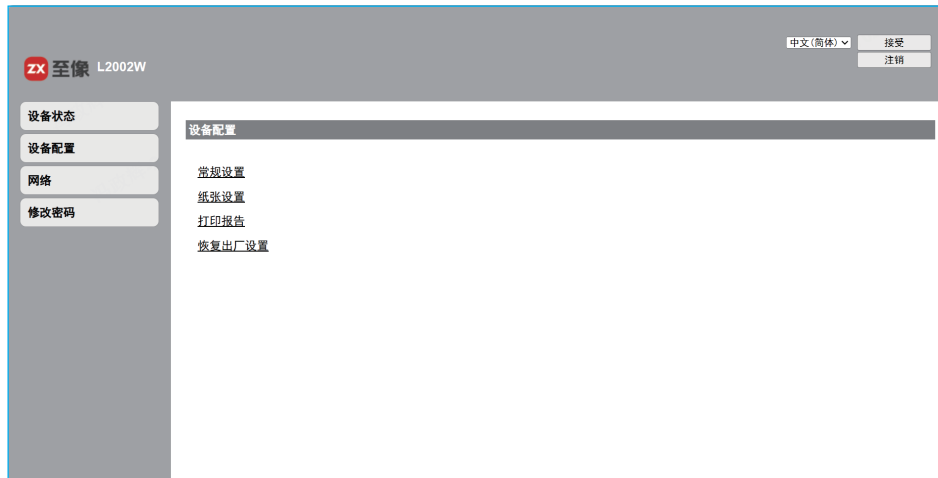 中文(简体)
接受
注销
ZX 至像 L2002W
设备状态
设备配置
网络
修改密码
设备配置
常规设置
纸张设置
打印报告
恢复出厂设置